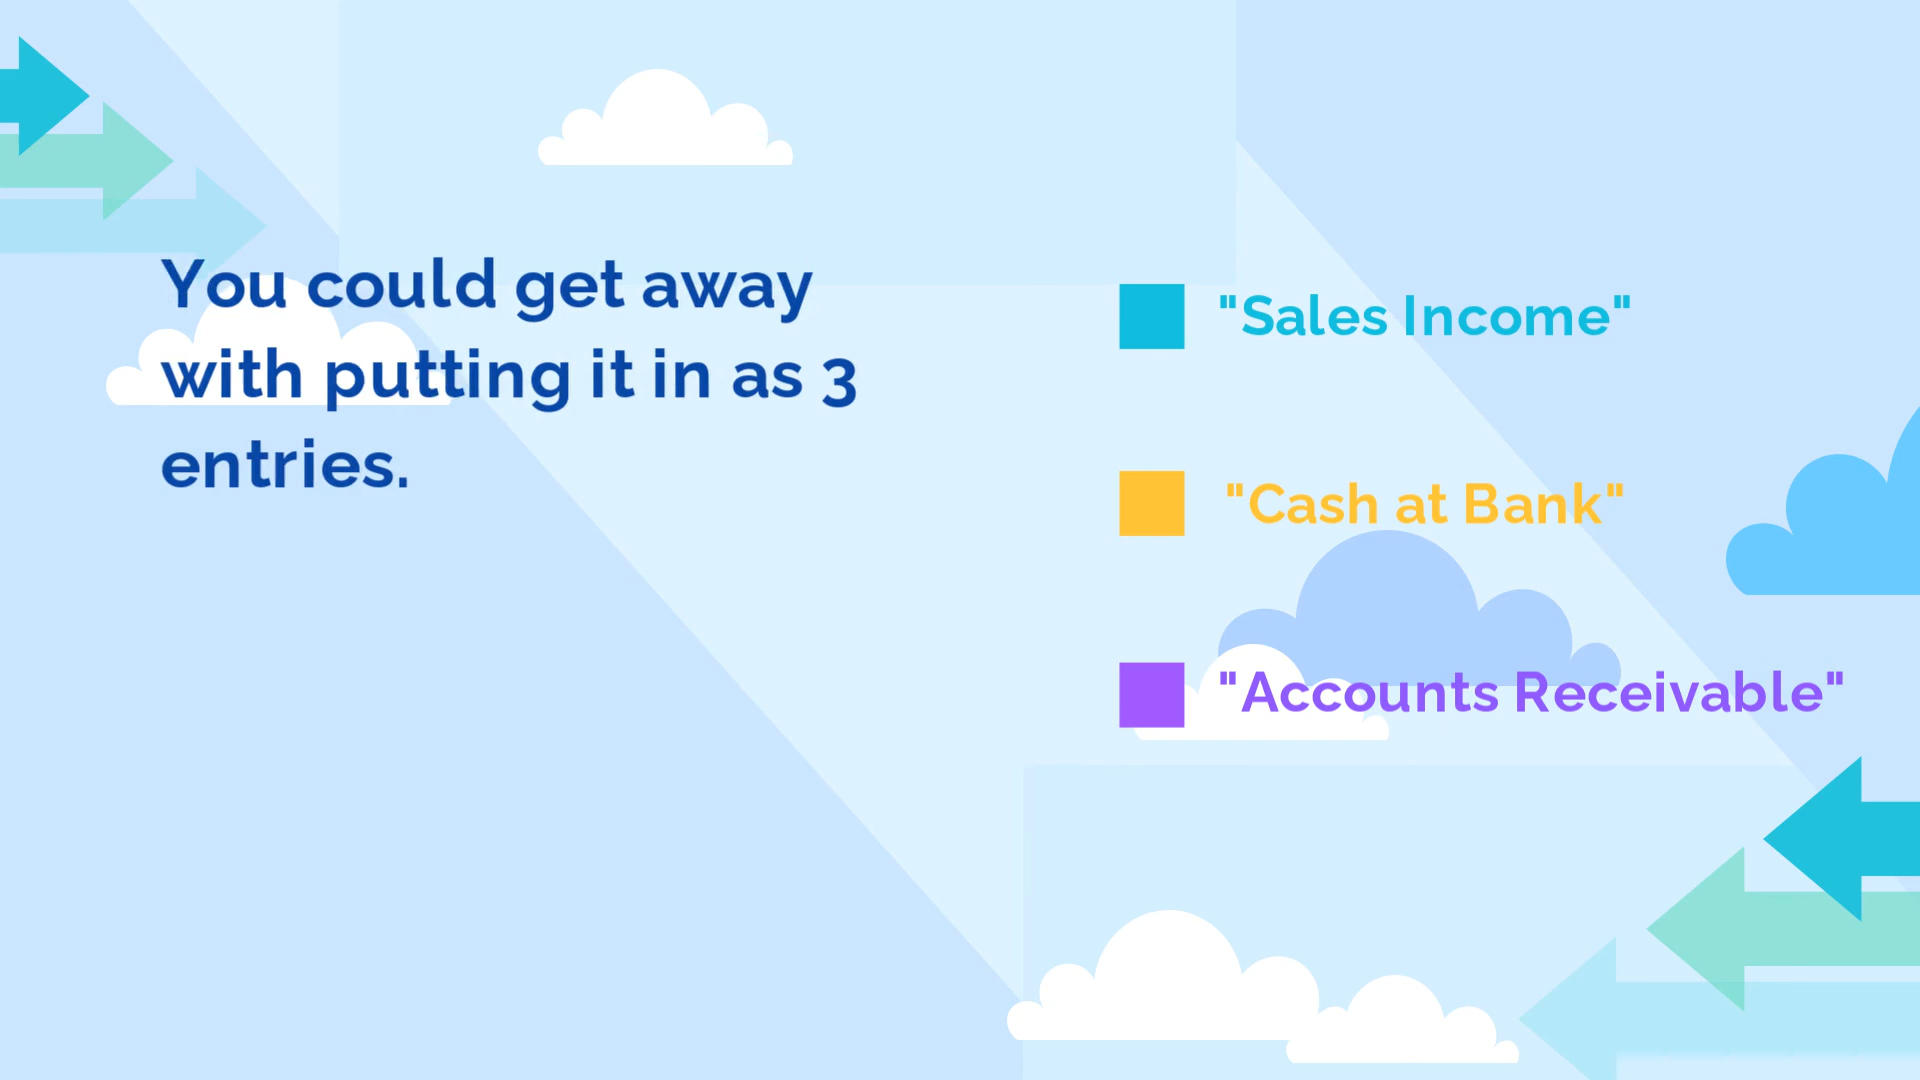 You could get away
with putting it in as 3
entries.
"Sales Income"
"Cash at Bank"
"Accounts Receivable"